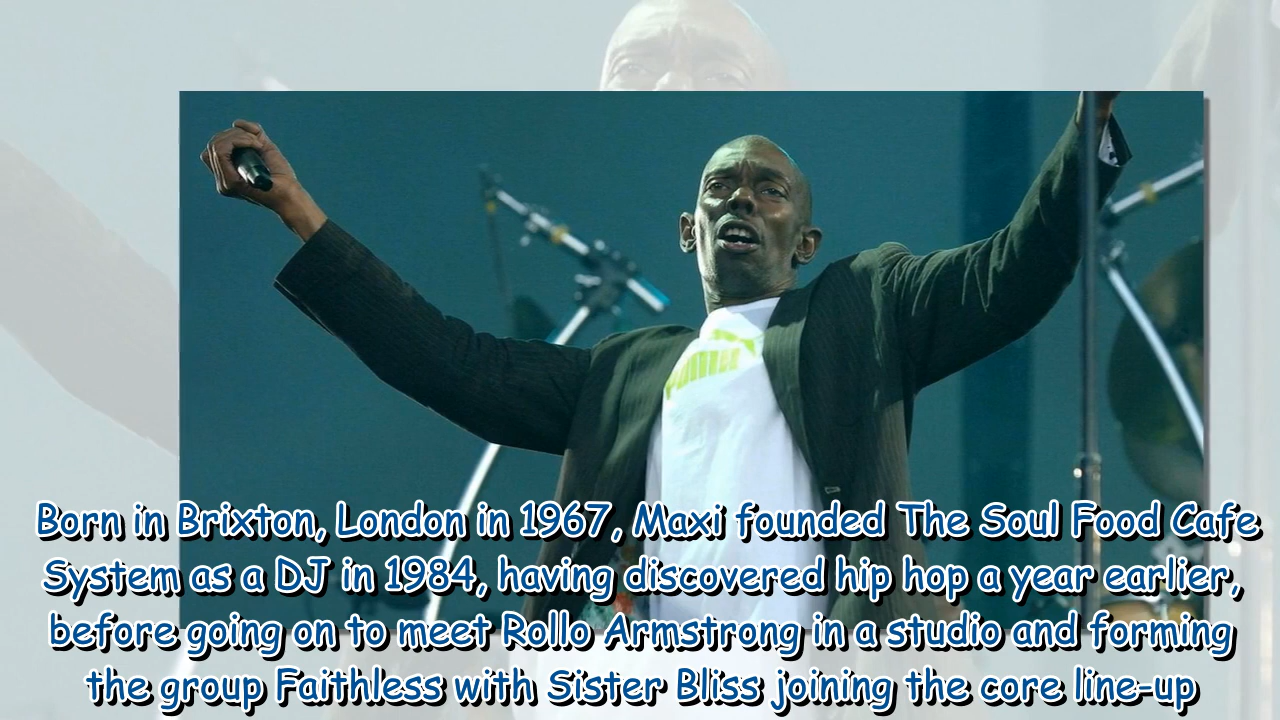 PUMA
Born in Brixton, London in 1967, Maxi founded The Soul Food Cafe
System as a DJ in 1984, having discovered hip hop a year earlier,
before going on to meet Rollo Armstrong in a studio and forming
the group Faithless with Sister Bliss joining the core line-up